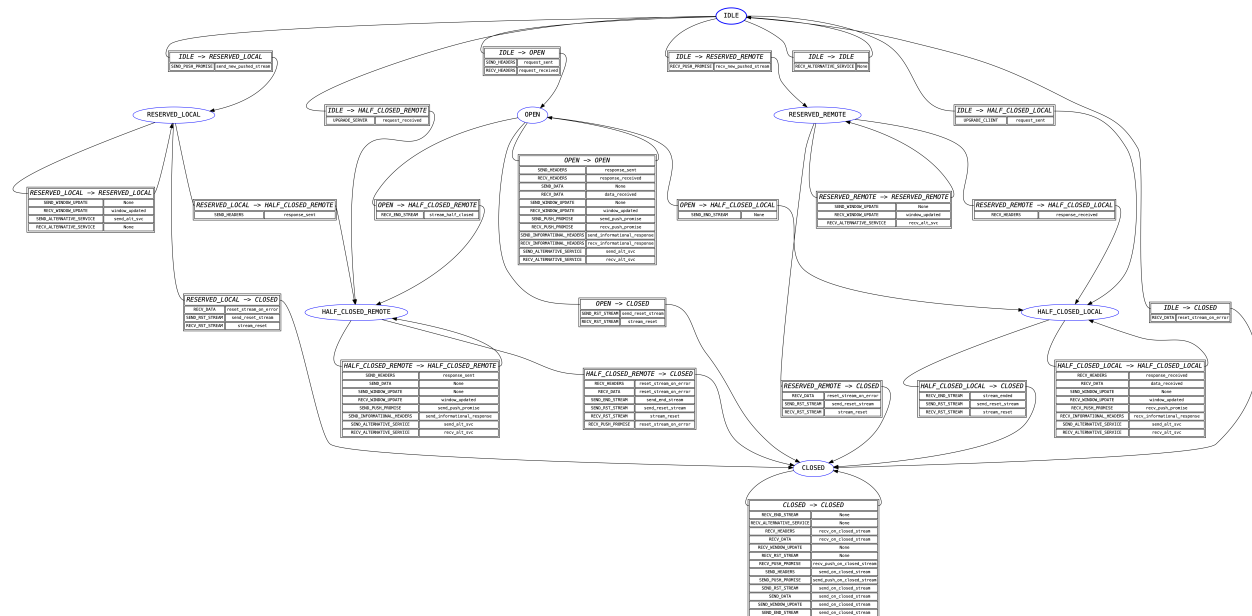 IDLE
IDLE -> RESERVED_LOCAL
SEND_PUSH_PROMISE send_new_pushed_stream
IDLE -> OPEN
SEND_HEADERS request_sent
RECV_HEADERS request_received
IDLE -> RESERVED_REMOTE
RECV_PUSH_PROMISE recv_new_pushed_stream
IDLE -> IDLE
RECV_ALTERNATIVE_SERVICE None
RESERVED_LOCAL
IDLE -> HALF_CLOSED_REMOTE
UPGRADE_SERVER request_received
OPEN
RESERVED_REMOTE
IDLE -> HALF_CLOSED_LOCAL
UPGRADE_CLIENT request_sent
RESERVED_LOCAL -> RESERVED_LOCAL
SEND_WINDOW_UPDATE None
RECV_WINDOW_UPDATE window_updated
SEND_ALTERNATIVE_SERVICE send_alt_svc
RECV_ALTERNATIVE_SERVICE None
RESERVED_LOCAL -> HALF_CLOSED_REMOTE
SEND_HEADERS response_sent
OPEN -> HALF_CLOSED_REMOTE
RECV_END_STREAM stream_half_closed
OPEN -> OPEN
SEND_HEADERS response_sent
RECV_HEADERS response_received
SEND_DATA None
RECV_DATA data_received
SEND_WINDOW_UPDATE None
RECV_WINDOW_UPDATE window_updated
SEND_PUSH_PROMISE send_push_promise
RECV_PUSH_PROMISE recv_push_promise
SEND_INFORMATIONAL_HEADERS send_informational_response
RECV_INFORMATIONAL_HEADERS recv_informational_response
SEND_ALTERNATIVE_SERVICE send_alt_svc
RECV_ALTERNATIVE_SERVICE recv_alt_svc
OPEN -> HALF_CLOSED_LOCAL
SEND_END_STREAM None
RESERVED_REMOTE -> RESERVED_REMOTE
SEND_WINDOW_UPDATE None
RECV_WINDOW_UPDATE window_updated
RECV_ALTERNATIVE_SERVICE recv_alt_svc
RESERVED_REMOTE -> HALF_CLOSED_LOCAL
RECV_HEADERS response_received
RESERVED_LOCAL -> CLOSED
RECV_DATA reset_stream_on_error
SEND_RST_STREAM send_reset_stream
RECV_RST_STREAM stream_reset
HALF_CLOSED_REMOTE
OPEN -> CLOSED
SEND_RST_STREAM send_reset_stream
RECV_RST_STREAM stream_reset
HALF_CLOSED_LOCAL
IDLE -> CLOSED
RECV_DATA reset_stream_on_error
HALF_CLOSED_REMOTE -> HALF_CLOSED_REMOTE
SEND_HEADERS response_sent
SEND_DATA None
SEND_WINDOW_UPDATE None
RECV_WINDOW_UPDATE window_updated
SEND_PUSH_PROMISE send_push_promise
SEND_INFORMATIONAL_HEADERS send_informational_response
SEND_ALTERNATIVE_SERVICE send_alt_svc
RECV_ALTERNATIVE_SERVICE recv_alt_svc
HALF_CLOSED_REMOTE -> CLOSED
RECV_HEADERS reset_stream_on_error
RECV_DATA reset_stream_on_error
SEND_END_STREAM send_end_stream
SEND_RST_STREAM send_reset_stream
RECV_RST_STREAM stream_reset
RECV_PUSH_PROMISE reset_stream_on_error
RESERVED_REMOTE -> CLOSED
RECV_DATA reset_stream_on_error
SEND_RST_STREAM send_reset_stream
RECV_RST_STREAM stream_reset
HALF_CLOSED_LOCAL -> CLOSED
RECV_END_STREAM stream_ended
SEND_RST_STREAM send_reset_stream
RECV_RST_STREAM stream_reset
HALF_CLOSED_LOCAL -> HALF_CLOSED_LOCAL
RECV_HEADERS response_received
RECV_DATA data_received
SEND_WINDOW_UPDATE None
RECV_WINDOW_UPDATE window_updated
RECV_PUSH_PROMISE recv_push_promise
RECV_INFORMATIONAL_HEADERS recv_informational_response
SEND_ALTERNATIVE_SERVICE send_alt_svc
RECV_ALTERNATIVE_SERVICE recv_alt_svc
CLOSED
CLOSED -> CLOSED
RECV_END_STREAM None
RECV_ALTERNATIVE_SERVICE None
RECV_HEADERS recv_on_closed_stream
RECV_DATA recv_on_closed_stream
RECV_WINDOW_UPDATE None
RECV_RST_STREAM None
RECV_PUSH_PROMISE recv_push_on_closed_stream
SEND_HEADERS send_on_closed_stream
SEND_PUSH_PROMISE send_push_on_closed_stream
SEND_RST_STREAM send_on_closed_stream
SEND_DATA send_on_closed_stream
SEND_WINDOW_UPDATE send_on_closed_stream
SEND_END_STREAM send_on_closed_stream